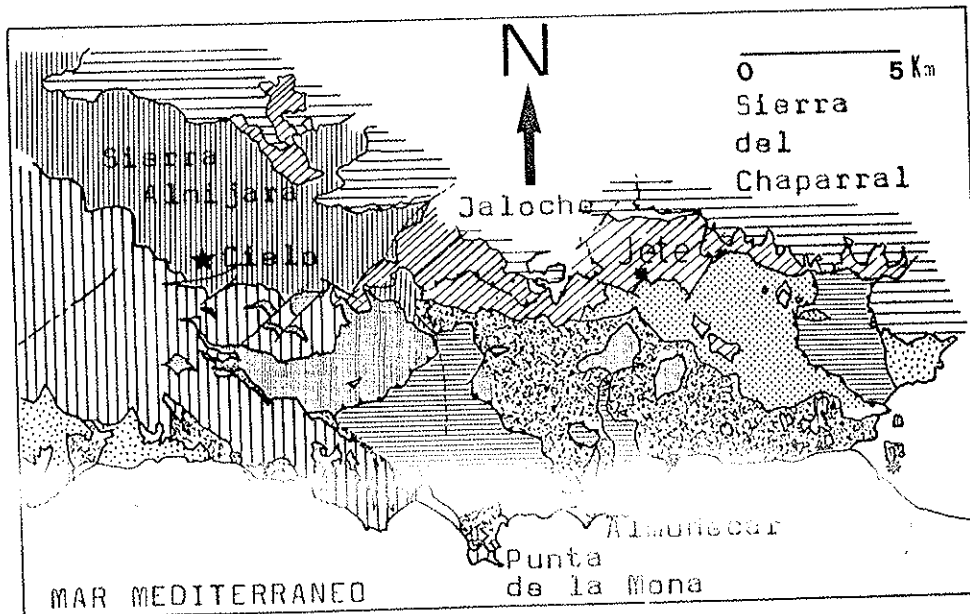 N
0 5 Km
Sierra
del
Chaparral
Sierra
Almijara
Jaloche
Cielo
Jete
Almuñecar
Punta
de la Mona
MAR MEDITERRANEO